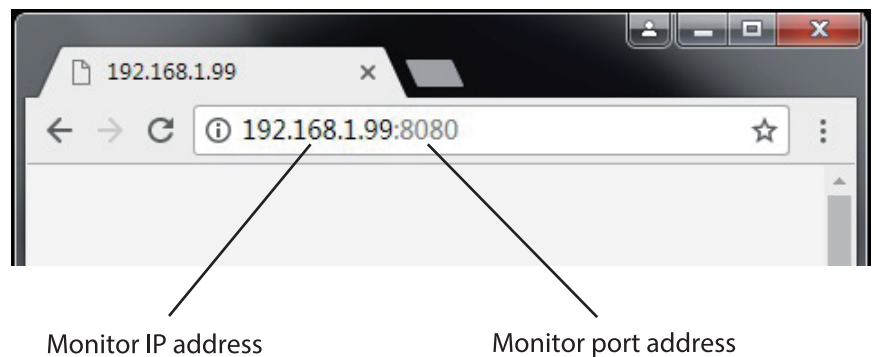 192.168.1.99
192.168.1.99:8080
Monitor IP address
Monitor port address